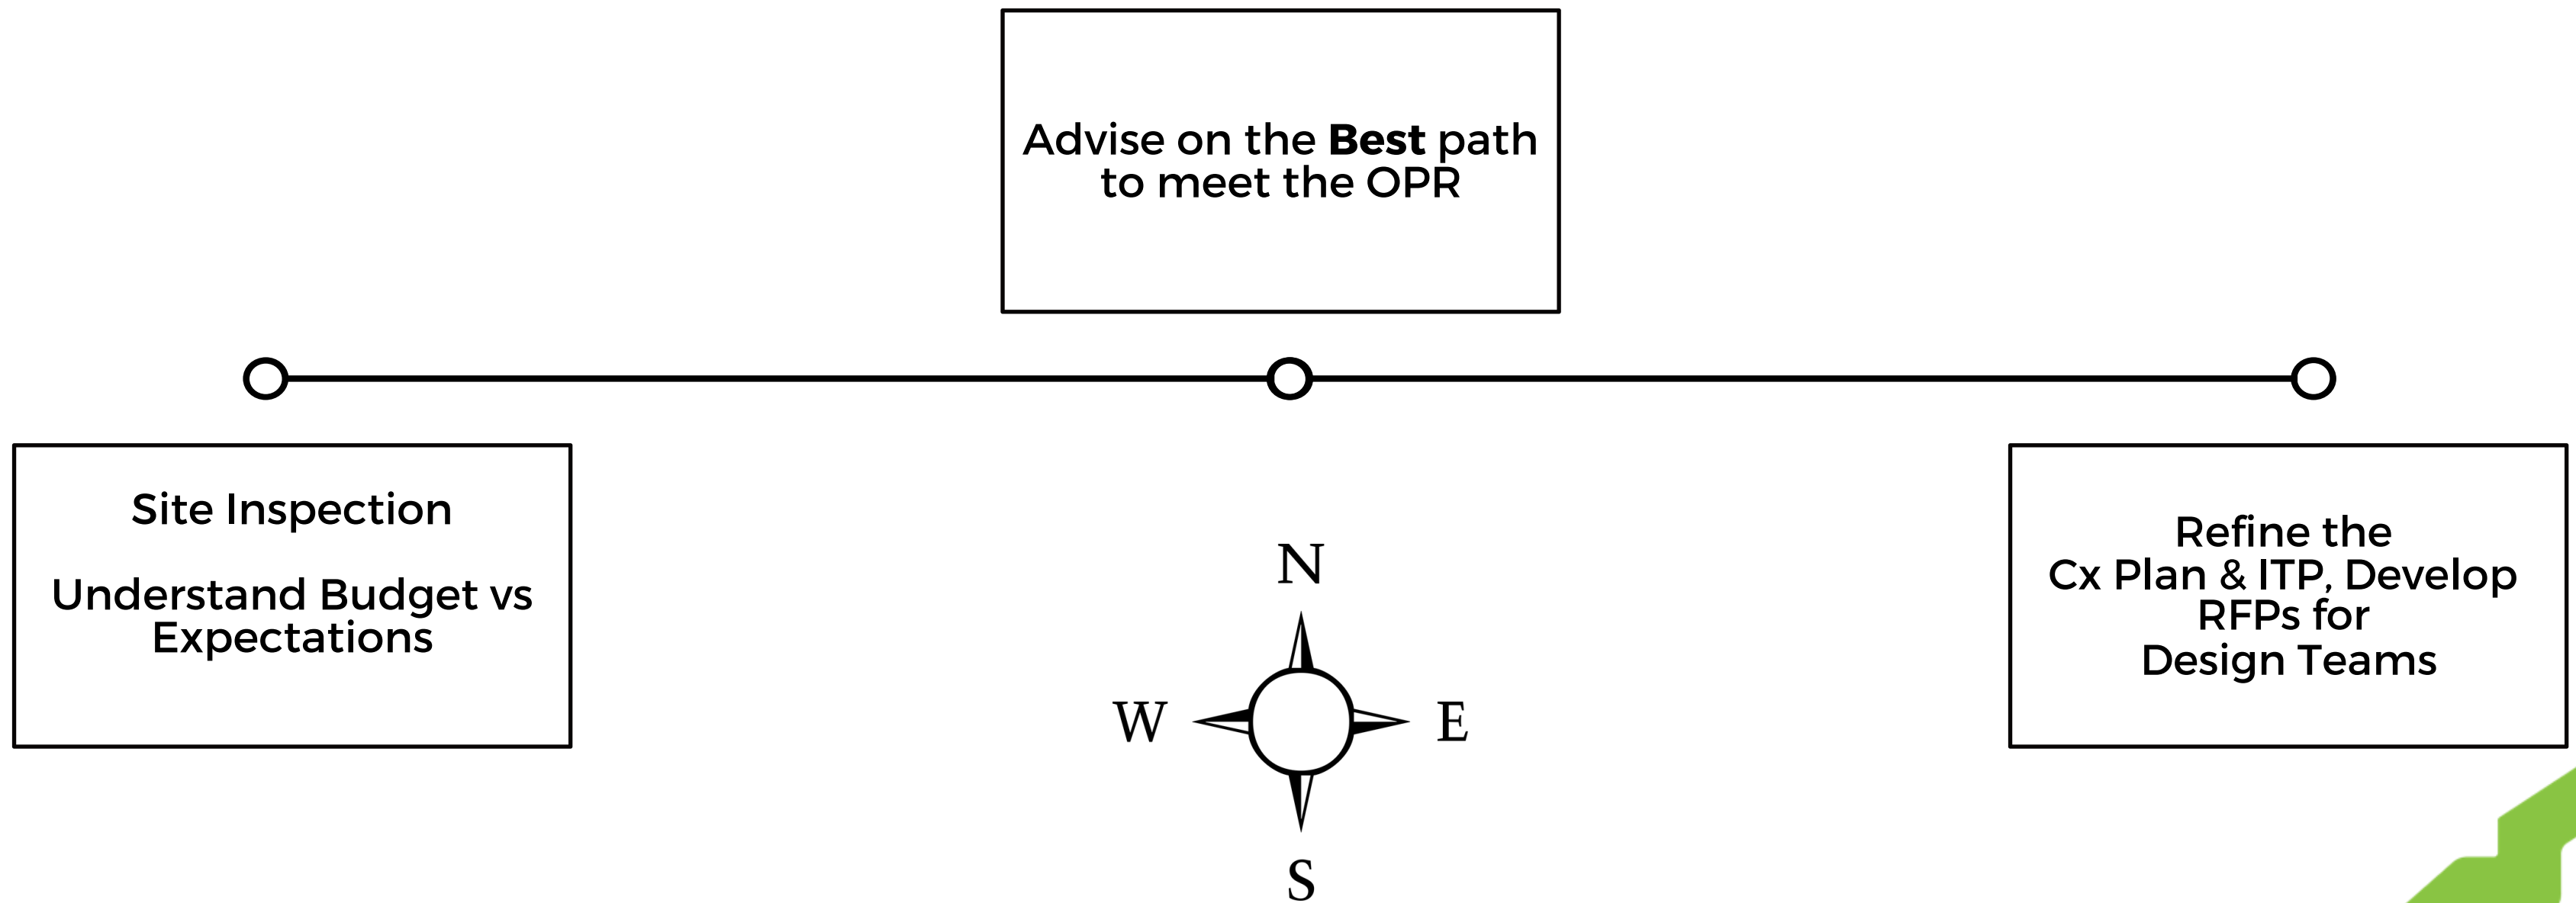 Advise on the Best path
to meet the OPR
Site Inspection
Understand Budget vs
Expectations
Refine the
Cx Plan & ITP, Develop
RFPs for
Design Teams
N
W
E
S